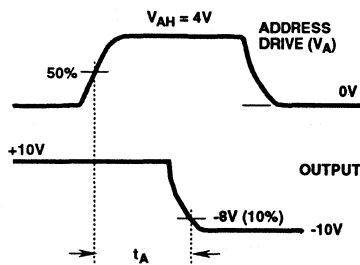 V_AH = 4V
ADDRESS
DRIVE (V_A)
50%
0V
+10V
OUTPUT
-8V (10%)
-10V
t_A